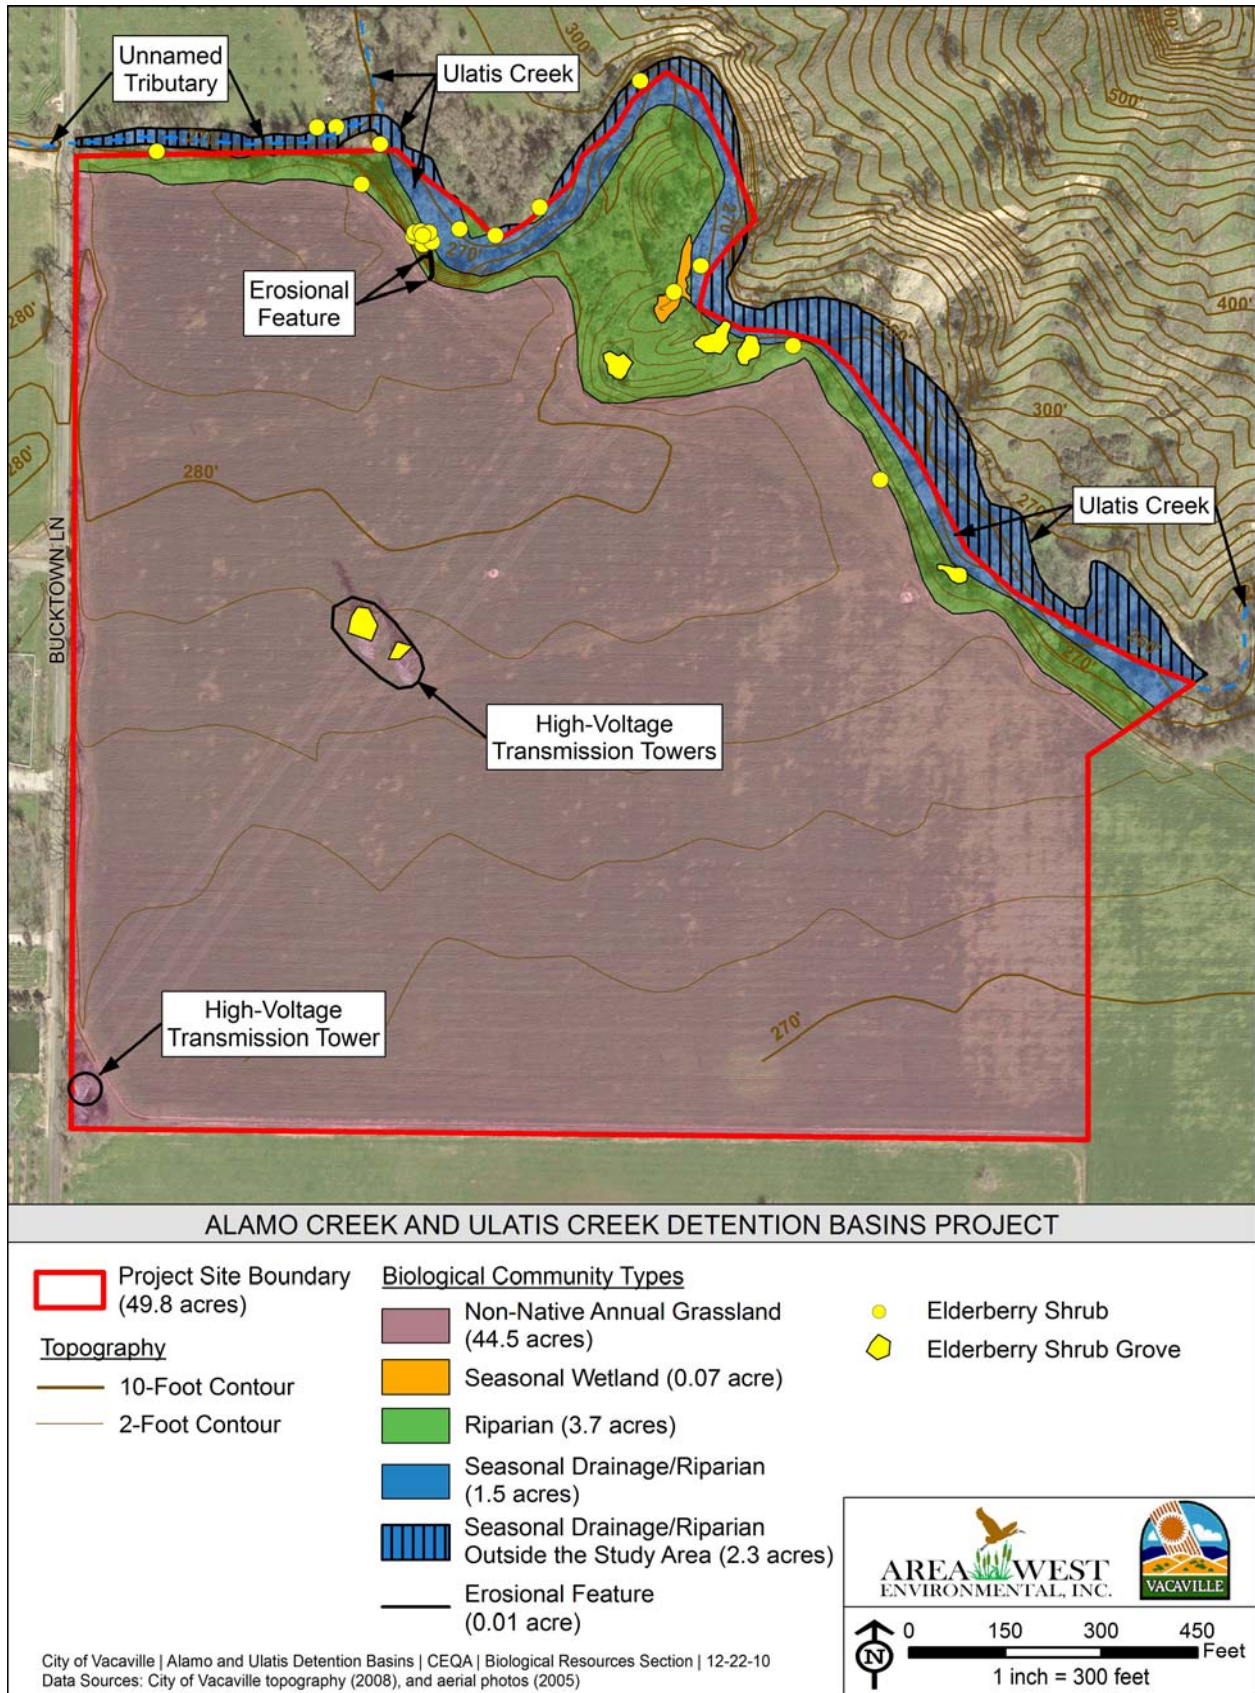 Unnamed
Tributary
Ulatis Creek
300'
500'
270'
270'
Erosional
Feature
280'
400'
300'
280'
280'
Ulatis Creek
BUCKTOWN LN
270'
High-Voltage
Transmission Towers
High-Voltage
Transmission Tower
270'
ALAMO CREEK AND ULATIS CREEK DETENTION BASINS PROJECT
Project Site Boundary
(49.8 acres)
Topography
10-Foot Contour
2-Foot Contour
Biological Community Types
Non-Native Annual Grassland
(44.5 acres)
Seasonal Wetland (0.07 acre)
Riparian (3.7 acres)
Seasonal Drainage/Riparian
(1.5 acres)
Seasonal Drainage/Riparian
Outside the Study Area (2.3 acres)
Erosional Feature
(0.01 acre)
Elderberry Shrub
Elderberry Shrub Grove
AREA WEST
ENVIRONMENTAL, INC.
VACAVILLE
N
0 150 300 450
Feet
1 inch = 300 feet
City of Vacaville | Alamo and Ulatis Detention Basins | CEQA | Biological Resources Section | 12-22-10
Data Sources: City of Vacaville topography (2008), and aerial photos (2005)